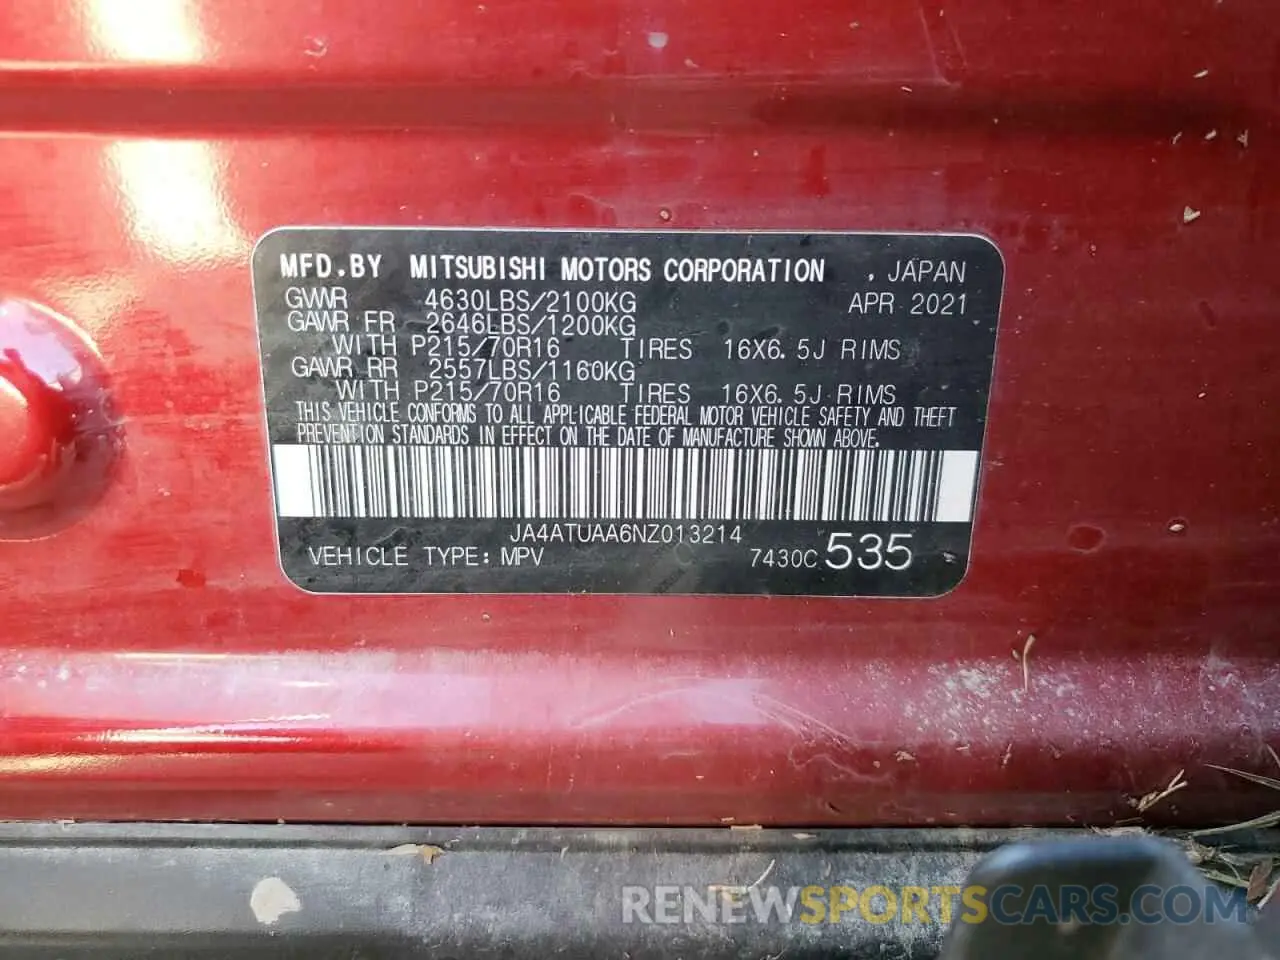 MFD.BY MITSUBISHI MOTORS CORPORATION , JAPAN
GVWR 4630LBS/2100KG APR 2021
GAWR FR 2646LBS/1200KG
WITH P215/70R16 TIRES 16X6.5J RIMS
GAWR RR 2557LBS/1160KG
WITH P215/70R16 TIRES 16X6.5J RIMS
THIS VEHICLE CONFORMS TO ALL APPLICABLE FEDERAL MOTOR VEHICLE SAFETY AND THEFT
PREVENTION STANDARDS IN EFFECT ON THE DATE OF MANUFACTURE SHOWN ABOVE.
JA4ATUAA6NZ013214
VEHICLE TYPE: MPV 7430C 535
RENEWSPORTSCARS.COM